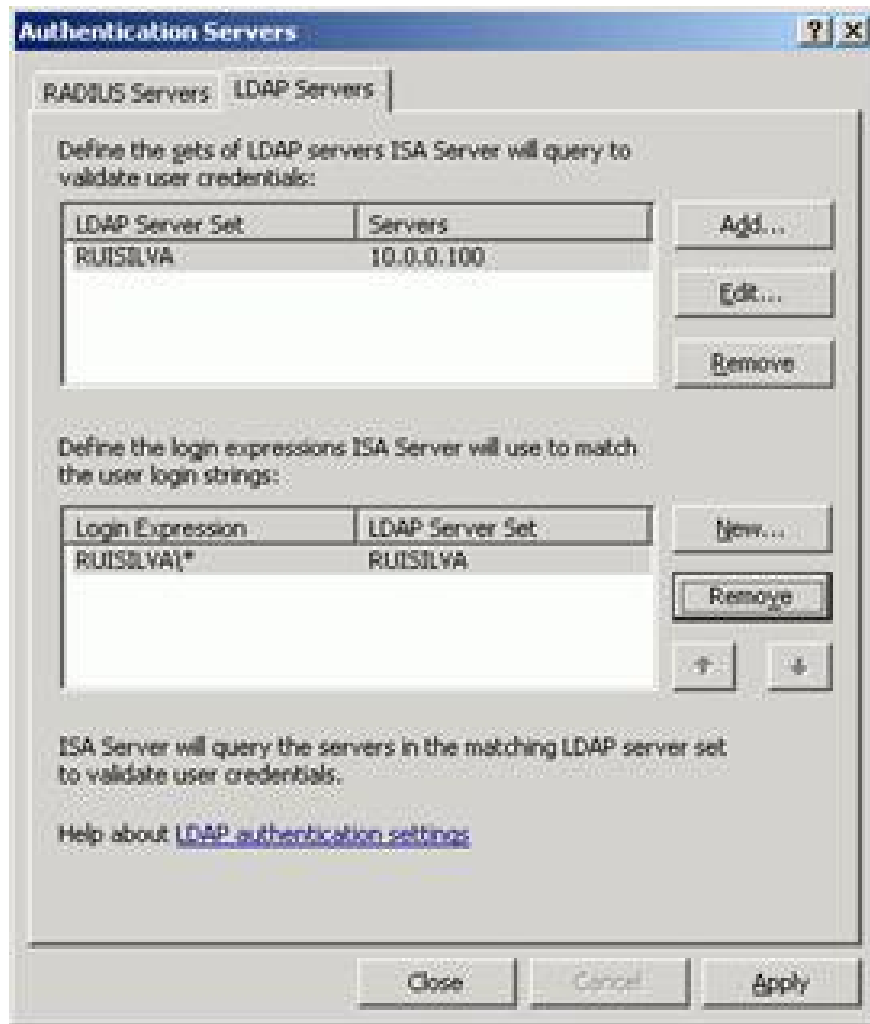 Authentication Servers
RADIUS Servers
LDAP Servers
Define the sets of LDAP servers ISA Server will query to
validate user credentials:
LDAP Server Set Servers
RUISILVA 10.0.0.100
Add...
Edit...
Remove
Define the login expressions ISA Server will use to match
the user login strings:
Login Expression LDAP Server Set
RUISILVA\* RUISILVA
New...
Remove
ISA Server will query the servers in the matching LDAP server set
to validate user credentials.
Help about LDAP authentication settings
Close Cancel Apply